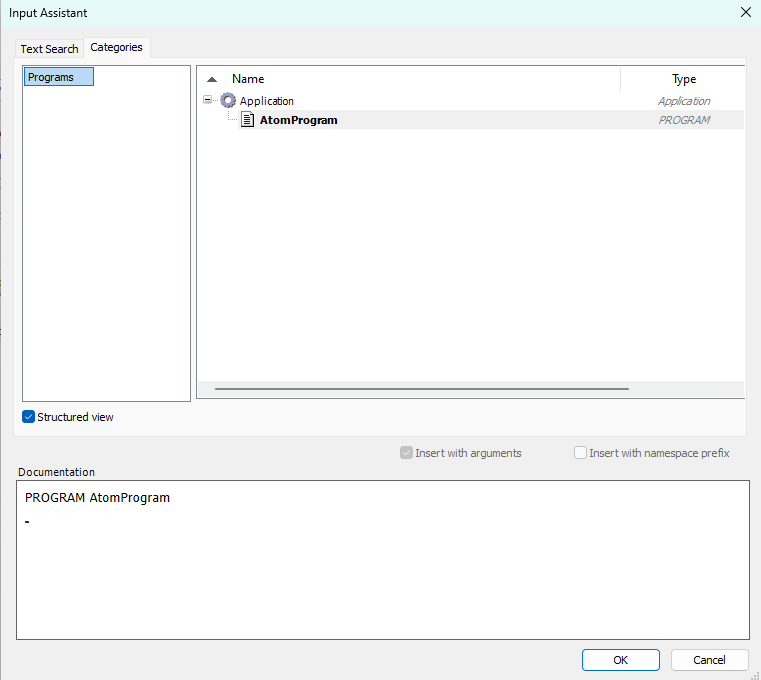 Input Assistant
Text Search
Categories
Programs
Name
Type
Application
Application
AtomProgram
PROGRAM
Structured view
Insert with arguments
Insert with namespace prefix
Documentation
PROGRAM AtomProgram
-
OK
Cancel